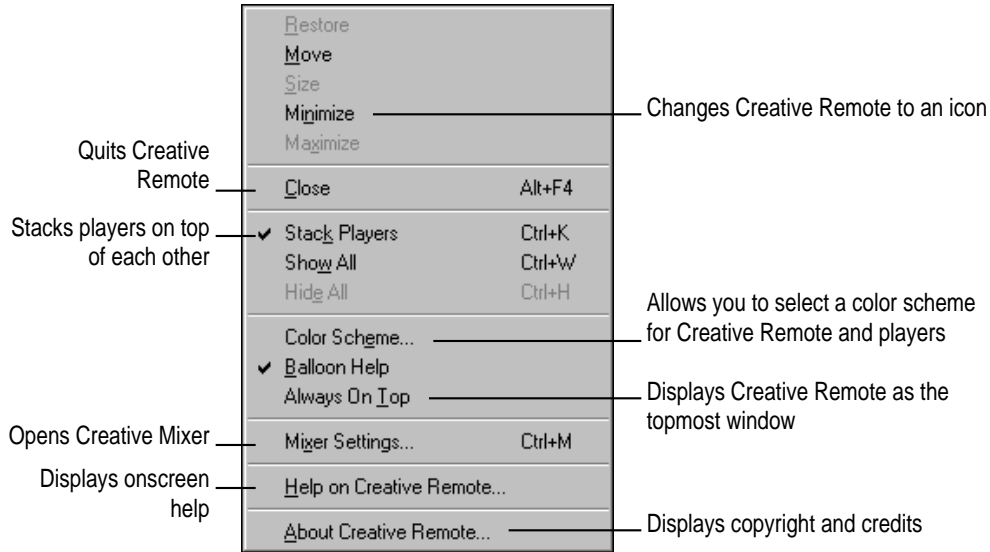 Restore
Move
Size
Minimize
Changes Creative Remote to an icon
Maximize
Quits Creative
Remote
Close Alt+F4
Stacks players on top
of each other
Stack Players Ctrl+K
Show All Ctrl+W
Hide All Ctrl+H
Allows you to select a color scheme
for Creative Remote and players
Color Scheme...
Balloon Help
Always On Top
Displays Creative Remote as the
topmost window
Opens Creative Mixer
Mixer Settings... Ctrl+M
Displays onscreen
help
Help on Creative Remote...
About Creative Remote...
Displays copyright and credits